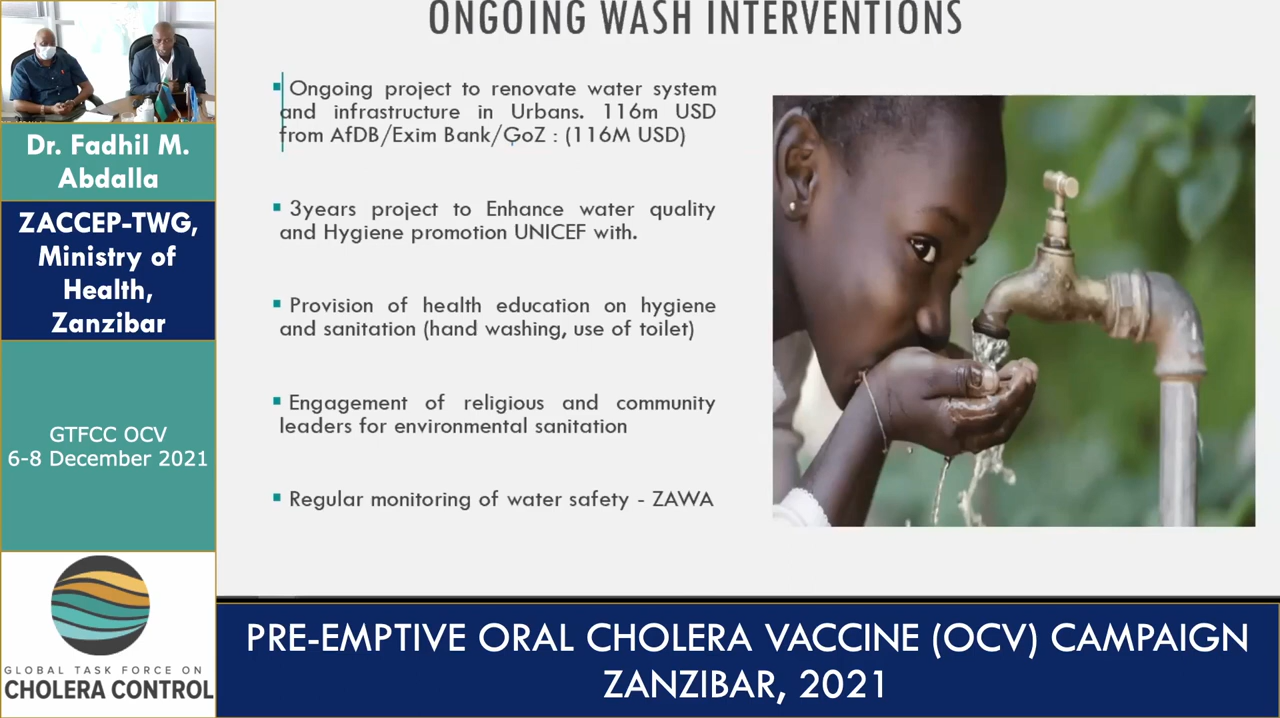 ONGOING WASH INTERVENTIONS
Ongoing project to renovate water system
and infrastructure in Urbans. 116m USD
from AfDB/Exim Bank/GoZ : (116M USD)
3years project to Enhance water quality
and Hygiene promotion UNICEF with.
Provision of health education on hygiene
and sanitation (hand washing, use of toilet)
Engagement of religious and community
leaders for environmental sanitation
Regular monitoring of water safety - ZAWA
Dr. Fadhil M.
Abdalla
ZACCEP-TWG,
Ministry of
Health,
Zanzibar
GTFCC OCV
6-8 December 2021
GLOBAL TASK FORCE ON
CHOLERA CONTROL
PRE-EMPTIVE ORAL CHOLERA VACCINE (OCV) CAMPAIGN
ZANZIBAR, 2021